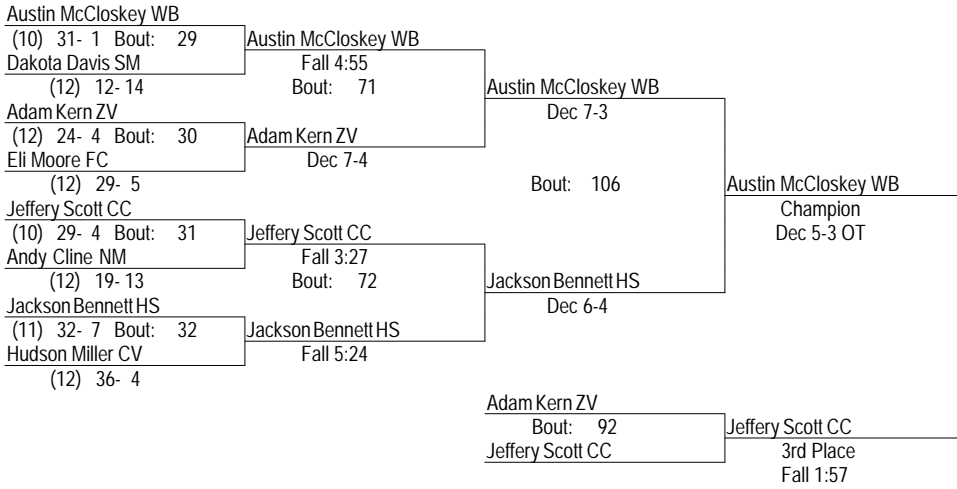 Austin McCloskey WB
(10) 31- 1 Bout: 29
Dakota Davis SM
(12) 12- 14
Adam Kern ZV
(12) 24- 4 Bout: 30
Eli Moore FC
(12) 29- 5
Jeffery Scott CC
(10) 29- 4 Bout: 31
Andy Cline NM
(12) 19- 13
Jackson Bennett HS
(11) 32- 7 Bout: 32
Hudson Miller CV
(12) 36- 4
Austin McCloskey WB
Fall 4:55
Bout: 71
Adam Kern ZV
Dec 7-4
Jeffery Scott CC
Fall 3:27
Bout: 72
Jackson Bennett HS
Fall 5:24
Austin McCloskey WB
Dec 7-3
Bout: 106
Jackson Bennett HS
Dec 6-4
Austin McCloskey WB
Champion
Dec 5-3 OT
Adam Kern ZV
Bout: 92
Jeffery Scott CC
Jeffery Scott CC
3rd Place
Fall 1:57